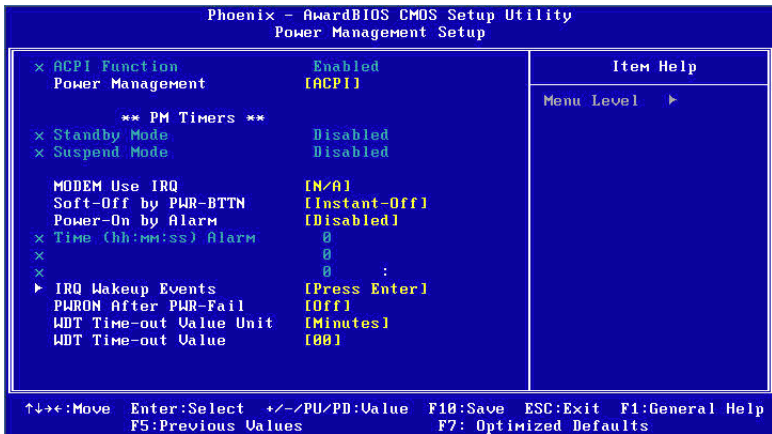 Phoenix - AwardBIOS CMOS Setup Utility
Power Management Setup
x ACPI Function Enabled
Power Management [ACPI]
** PM Timers **
x Standby Mode Disabled
x Suspend Mode Disabled
MODEM Use IRQ [N/A]
Soft-Off by PWR-BTTN [Instant-Off]
Power-On by Alarm [Disabled]
x Time (hh:mm:ss) Alarm 0
x 0
x 0 :
► IRQ Wakeup Events [Press Enter]
PWRON After PWR-Fail [Off]
WDT Time-out Value Unit [Minutes]
WDT Time-out Value [00]
Item Help
Menu Level ►
↑↓→←:Move Enter:Select +/-/PU/PD:Value F10:Save ESC:Exit F1:General Help
F5:Previous Values F7: Optimized Defaults